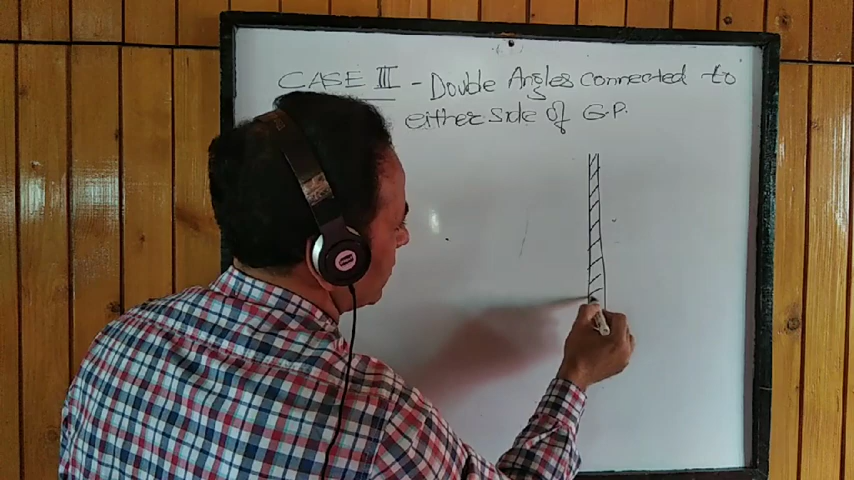 CASE III - Double Angles connected to
either side of G.P.